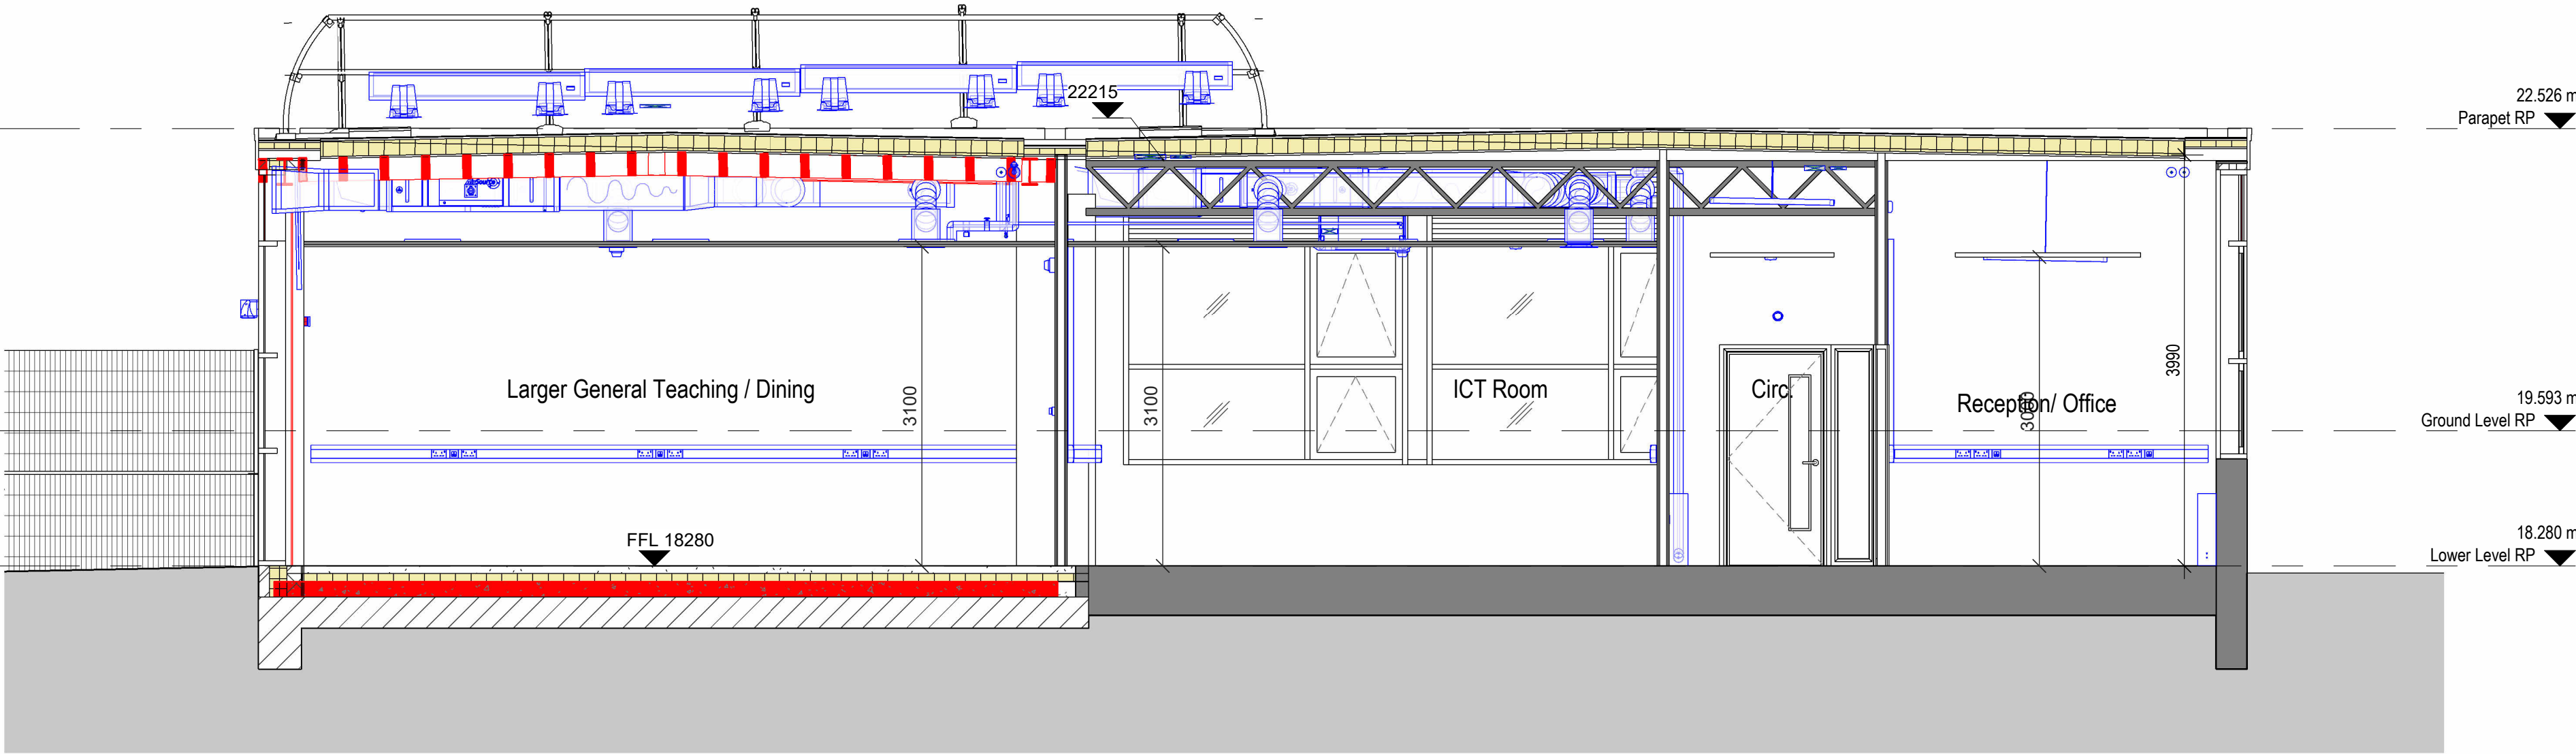 22215
22.526 m
Parapet RP
Larger General Teaching / Dining
3100
3100
ICT Room
Circ.
Reception/ Office
3000
3990
19.593 m
Ground Level RP
FFL 18280
18.280 m
Lower Level RP